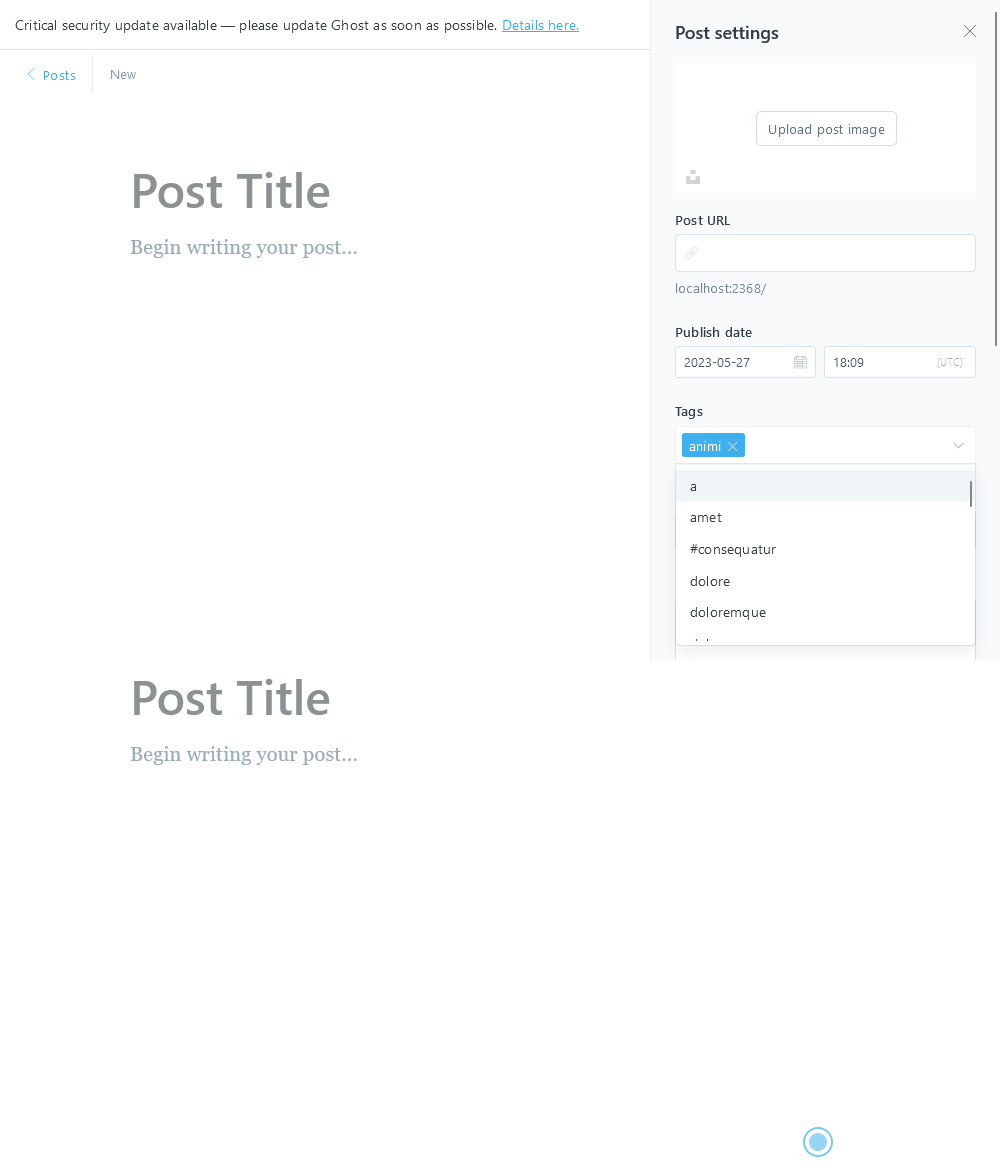 Critical security update available — please update Ghost as soon as possible. Details here.
Posts
New
Post Title
Begin writing your post...
Post settings
Upload post image
Post URL
localhost:2368/
Publish date
2023-05-27
18:09
(UTC)
Tags
animi
a
amet
#consequatur
dolore
doloremque
Post Title
Begin writing your post...